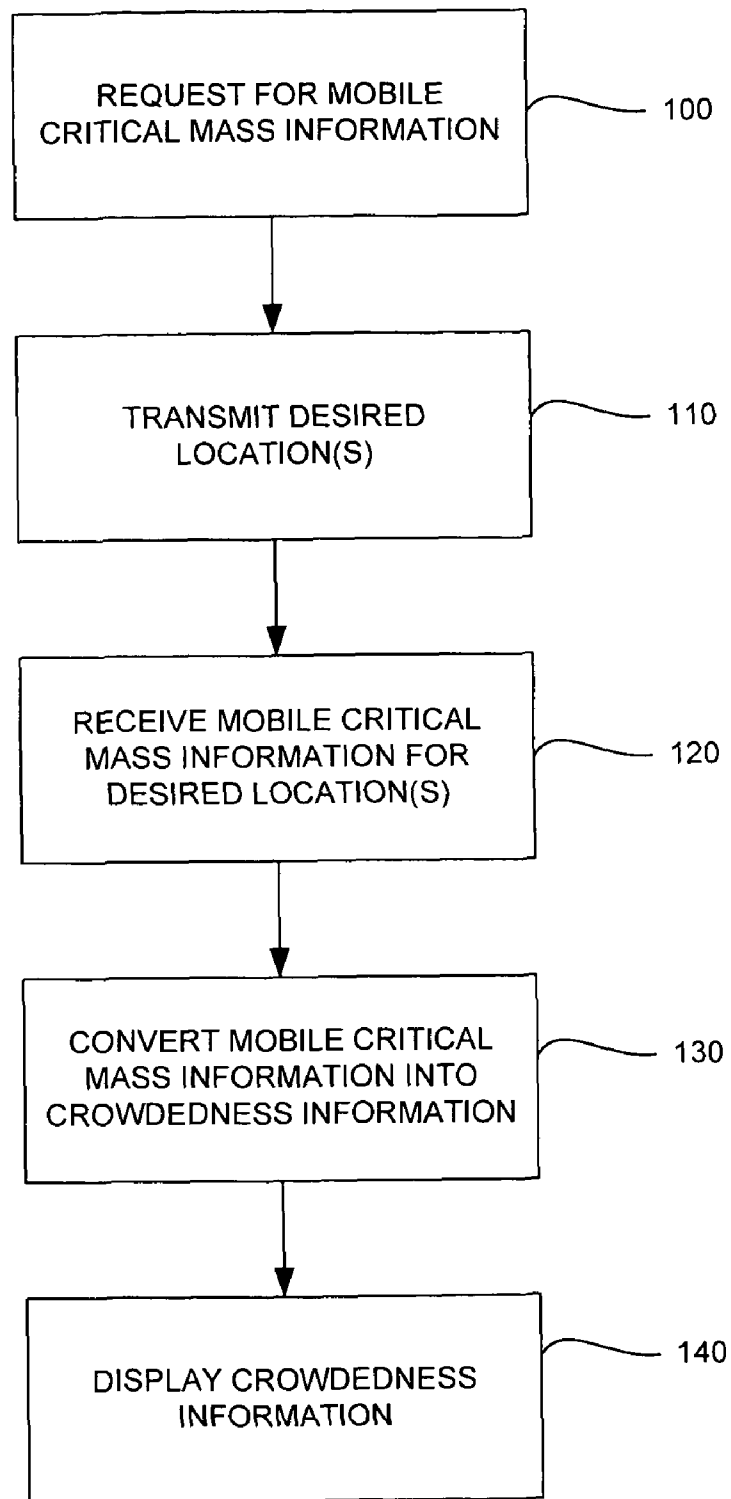 REQUEST FOR MOBILE
CRITICAL MASS INFORMATION
100
TRANSMIT DESIRED
LOCATION(S)
110
RECEIVE MOBILE CRITICAL
MASS INFORMATION FOR
DESIRED LOCATION(S)
120
CONVERT MOBILE CRITICAL
MASS INFORMATION INTO
CROWDEDNESS INFORMATION
130
DISPLAY CROWDEDNESS
INFORMATION
140